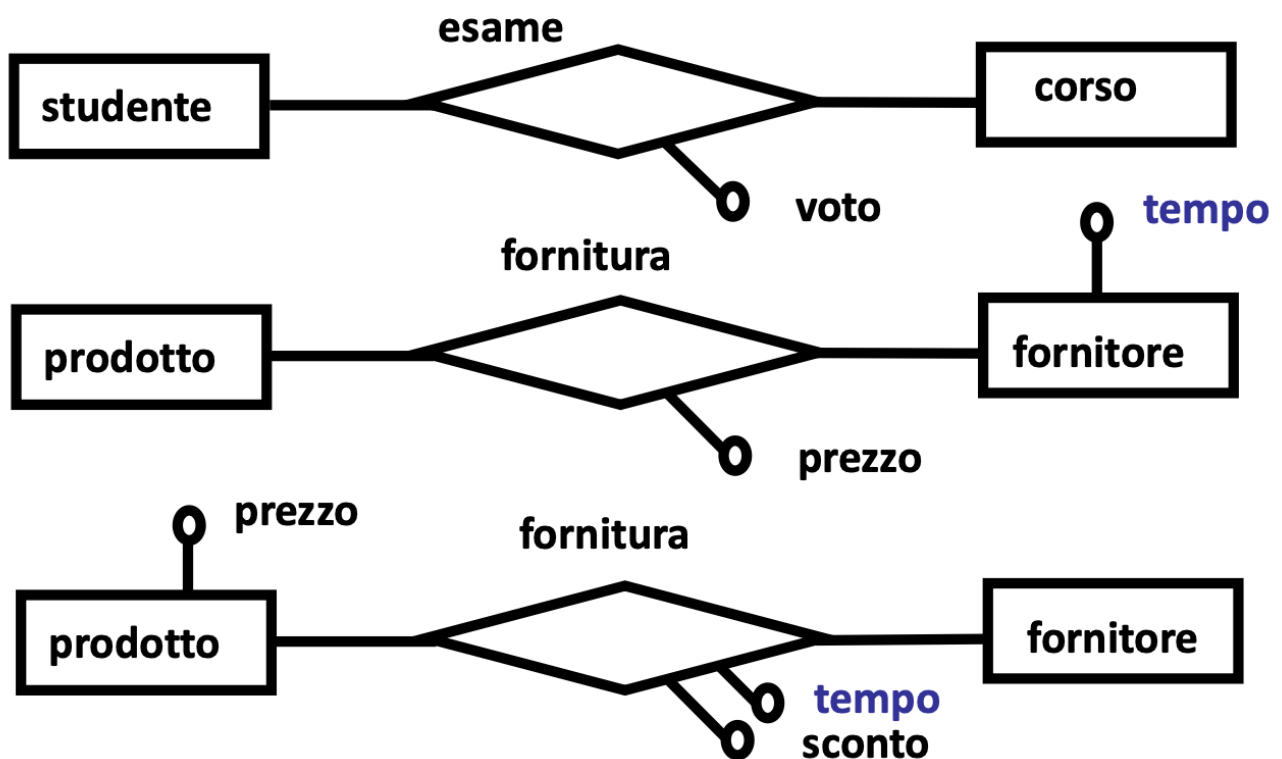 esame
studente
corso
voto
tempo
fornitura
prodotto
fornitore
prezzo
prezzo
fornitura
prodotto
fornitore
tempo
sconto